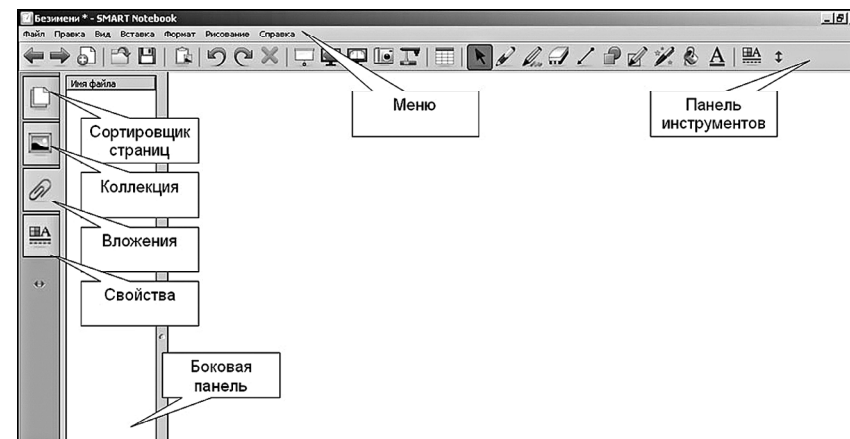 Безимени * - SMART Notebook
Файл Правка Вид Вставка Формат Рисование Справка
Имя файла
Меню
Панель
инструментов
Сортировщик
страниц
Коллекция
Вложения
Свойства
Боковая
панель